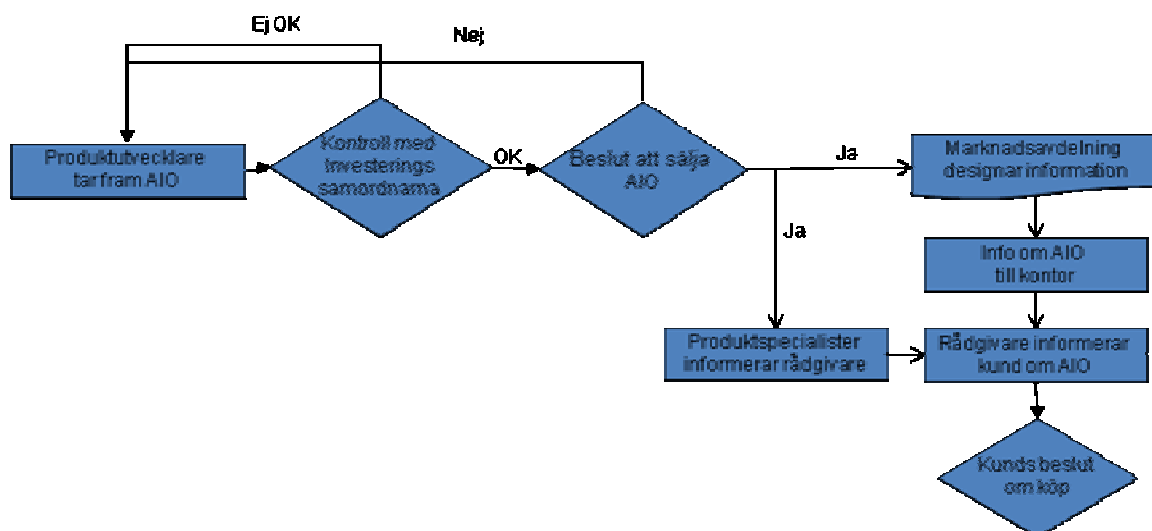 Ej OK
Nej
Produktutvecklare
tar fram AIO
Kontroll med
Investerings
samordnarna
OK
Beslut att sälja
AIO
Ja
Ja
Marknadsavdelning
designar information
Info om AIO
till kontor
Produktspecialister
informerar rådgivare
Rådgivare informerar
kund om AIO
Kunds beslut
om köp